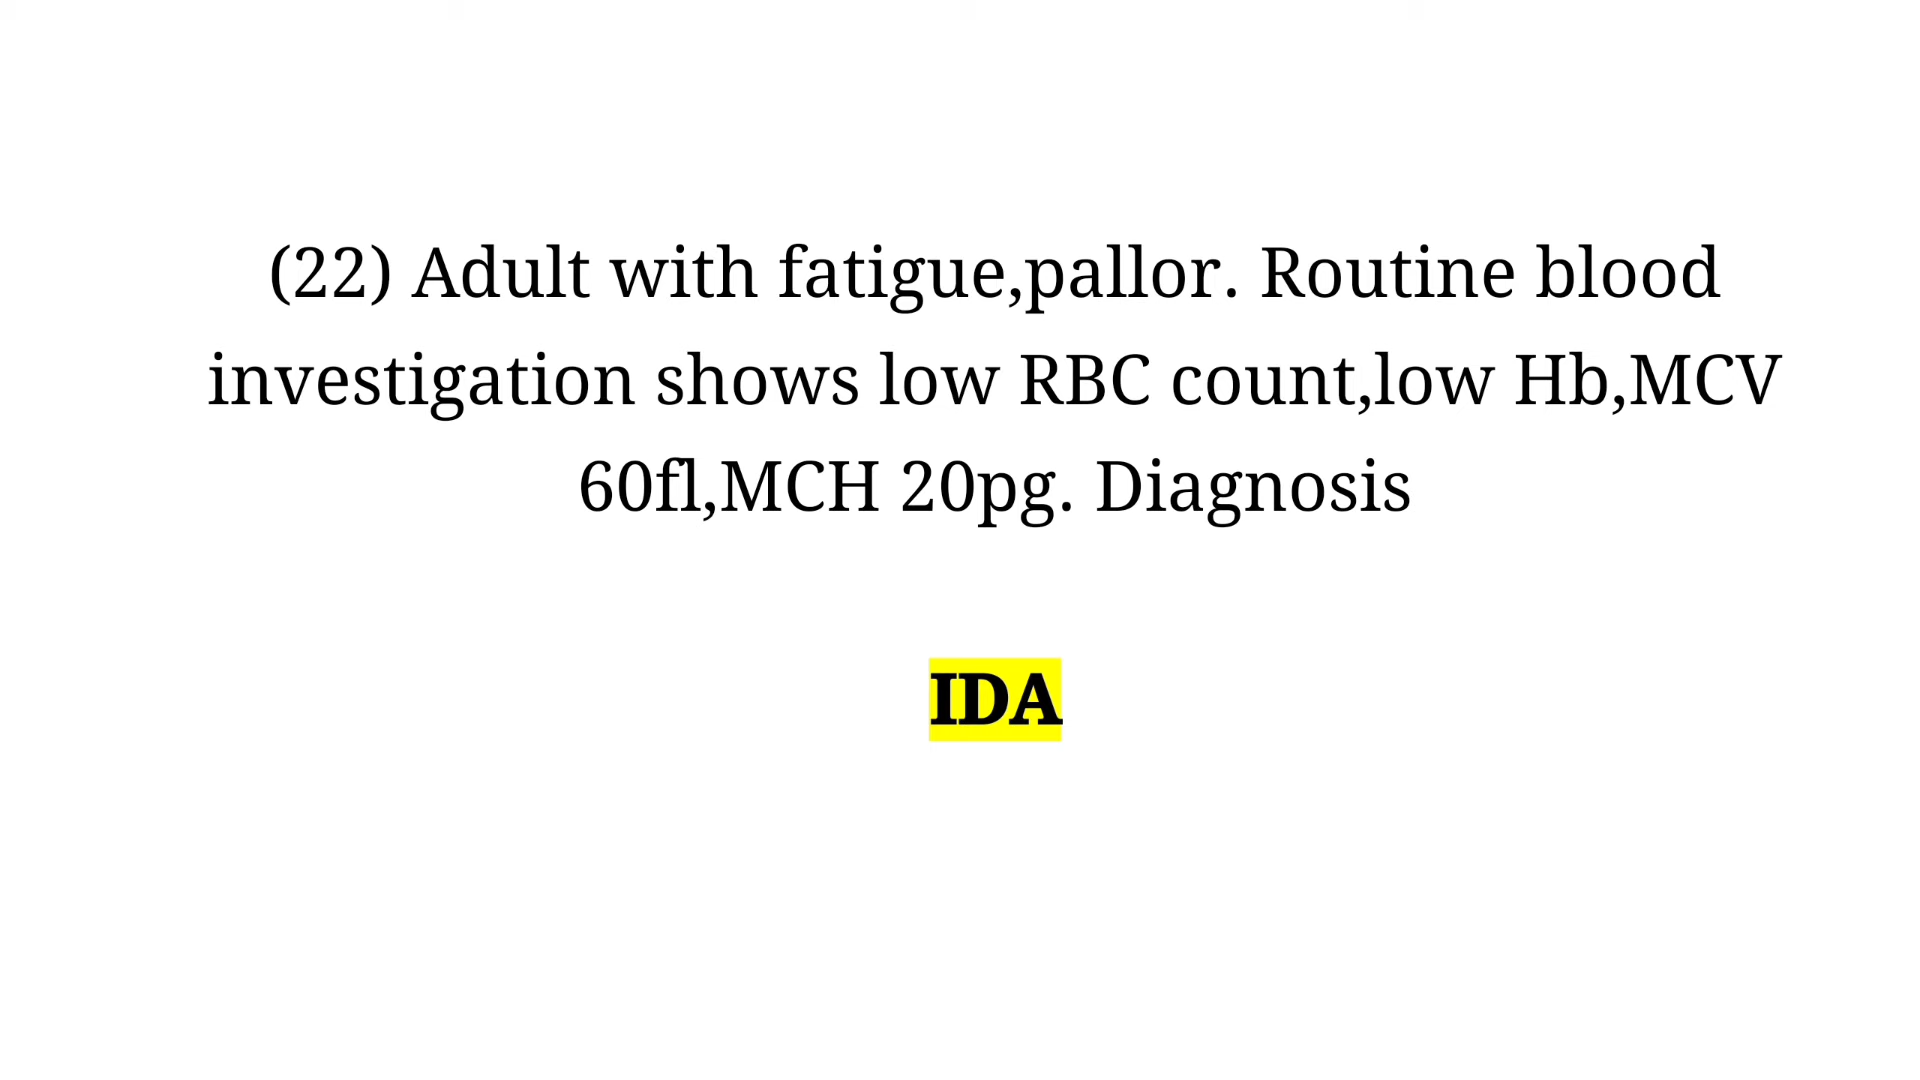 (22) Adult with fatigue,pallor. Routine blood
investigation shows low RBC count,low Hb,MCV
60fl,MCH 20pg. Diagnosis
IDA